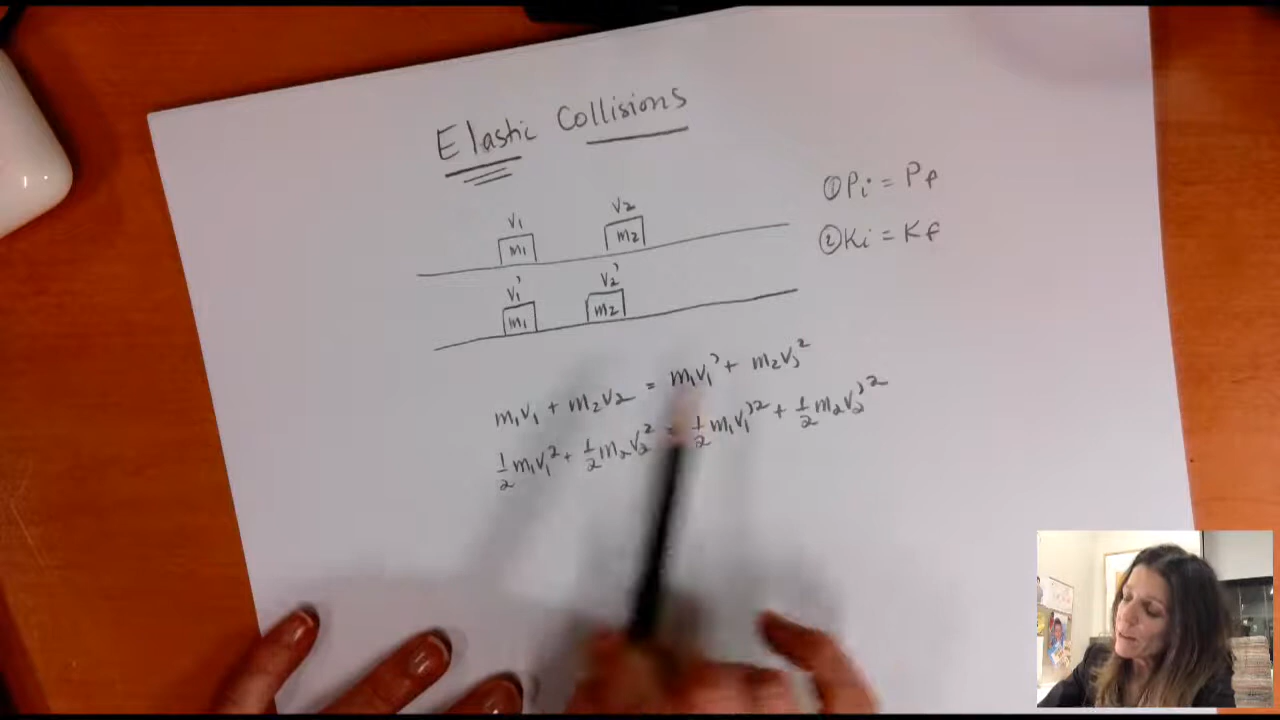 Elastic Collisions
① Pi = Pf
v1 v2
m1 m2
② Ki = Kf
v1' v2'
m1 m2
m1v1 + m2v2 = m1v1' + m2v2
½m1v1² + ½m2v2² = ½m1v1'² + ½m2v2'²